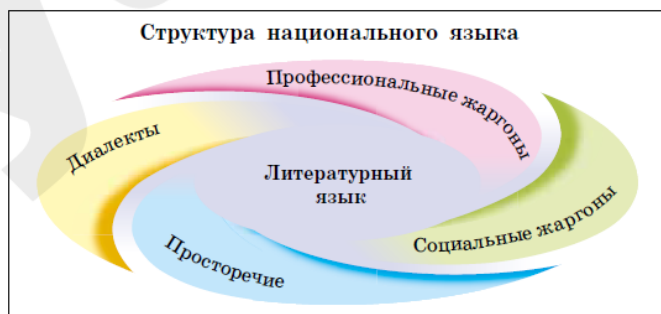 Структура национального языка
Профессиональные жаргоны
Диалекты
Литературный
язык
Социальные жаргоны
Просторечие